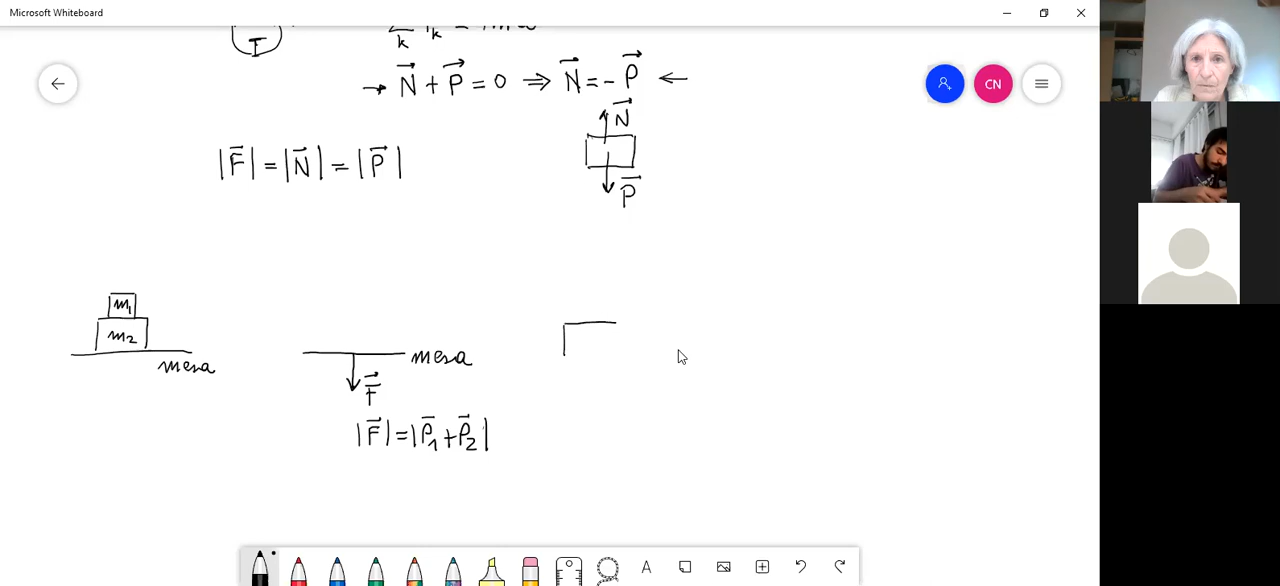 Microsoft Whiteboard
CN
T
N⃗ + P⃗ = 0 ⇒ N⃗ = - P⃗ ←
N⃗
|F⃗| = |N⃗| = |P⃗|
P⃗
m₁
m₂
mesa
mesa
F⃗
|F⃗| = |P⃗₁ + P⃗₂|
A